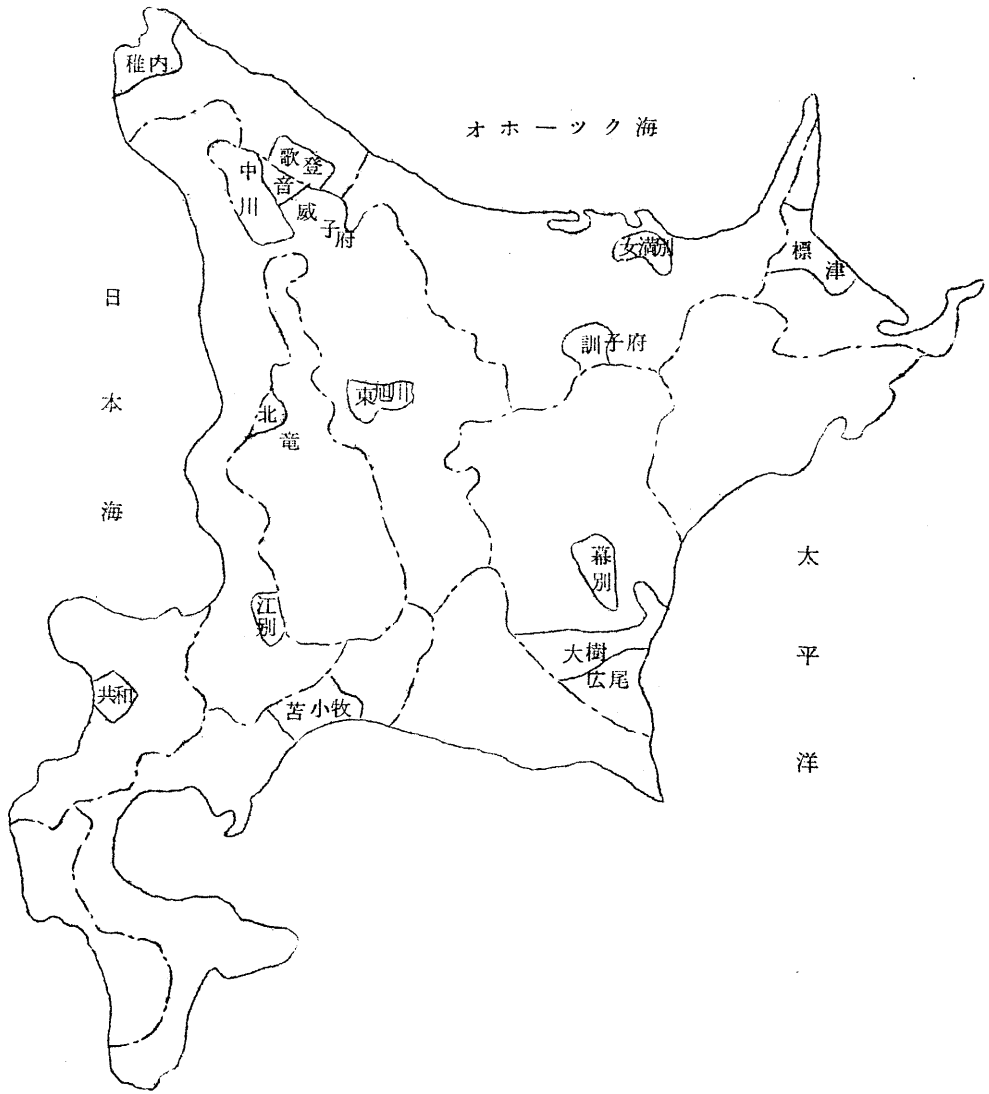 稚内
オホーツク海
歌登
中川
音威子府
標津
女満別
日本海
訓子府
東旭川
北竜
太平洋
幕別
江別
大樹
広尾
共和
苫小牧